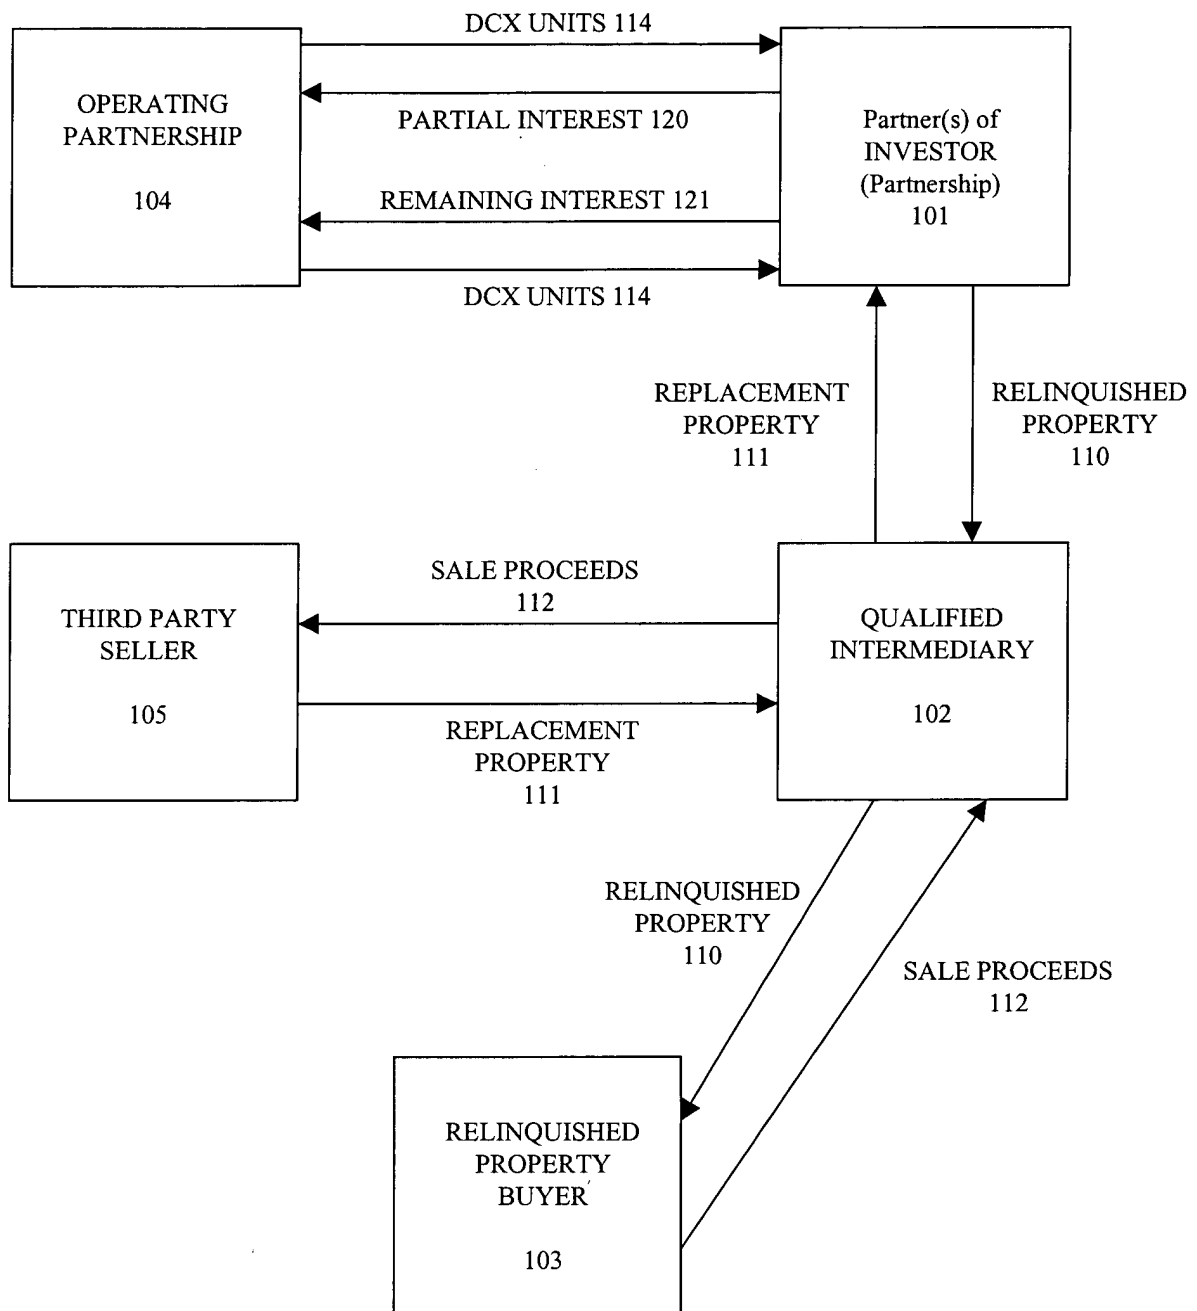 DCX UNITS 114
OPERATING
PARTNERSHIP
104
PARTIAL INTEREST 120
REMAINING INTEREST 121
DCX UNITS 114
Partner(s) of
INVESTOR
(Partnership)
101
REPLACEMENT
PROPERTY
111
RELINQUISHED
PROPERTY
110
THIRD PARTY
SELLER
105
SALE PROCEEDS
112
REPLACEMENT
PROPERTY
111
QUALIFIED
INTERMEDIARY
102
RELINQUISHED
PROPERTY
110
SALE PROCEEDS
112
RELINQUISHED
PROPERTY
BUYER
103